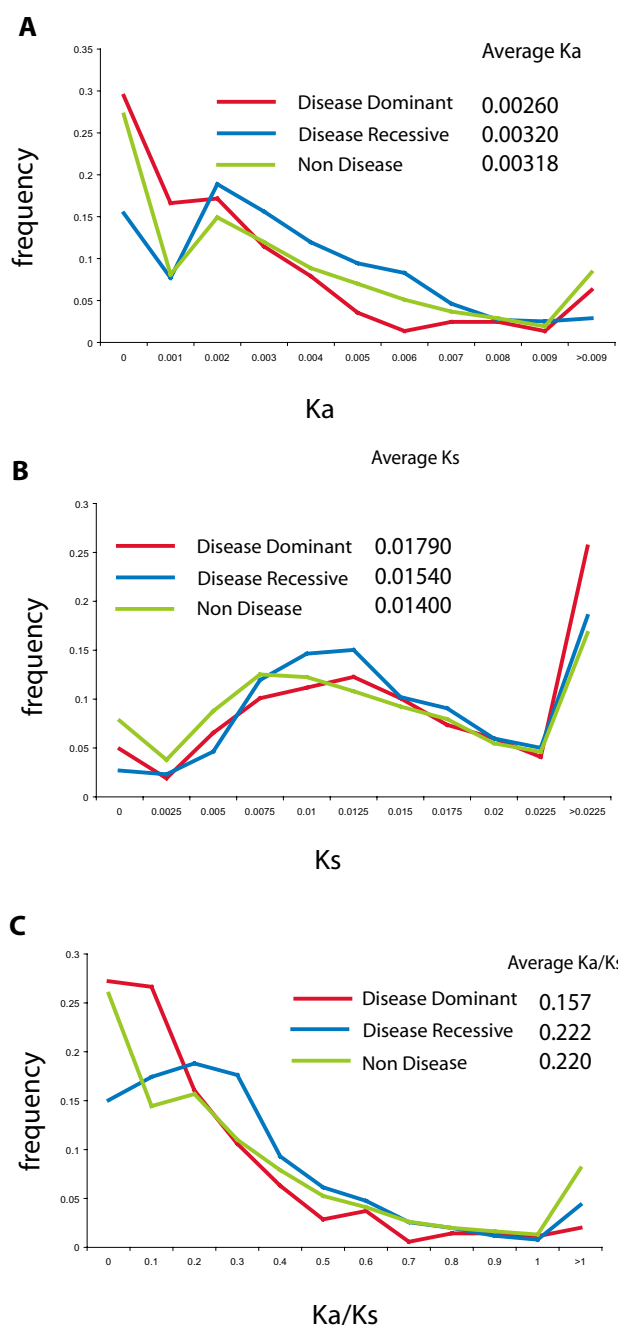 A
Average Ka
Disease Dominant 0.00260
Disease Recessive 0.00320
Non Disease 0.00318
frequency
0.35
0.3
0.25
0.2
0.15
0.1
0.05
0
0 0.001 0.002 0.003 0.004 0.005 0.006 0.007 0.008 0.009 >0.009
Ka
B
Average Ks
Disease Dominant 0.01790
Disease Recessive 0.01540
Non Disease 0.01400
frequency
0.3
0.25
0.2
0.15
0.1
0.05
0
0 0.0025 0.005 0.0075 0.01 0.0125 0.015 0.0175 0.02 0.0225 >0.0225
Ks
C
Average Ka/Ks
Disease Dominant 0.157
Disease Recessive 0.222
Non Disease 0.220
frequency
0.3
0.25
0.2
0.15
0.1
0.05
0
0 0.1 0.2 0.3 0.4 0.5 0.6 0.7 0.8 0.9 1 >1
Ka/Ks